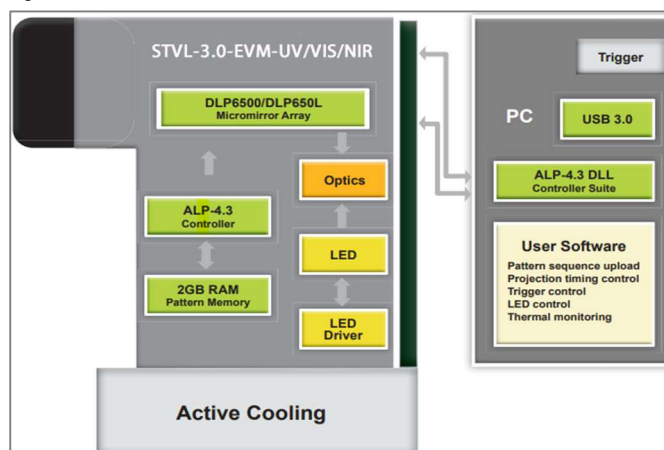 STVL-3.0-EVM-UV/VIS/NIR
DLP6500/DLP650L
Micromirror Array
Optics
ALP-4.3
Controller
LED
2GB RAM
Pattern Memory
LED
Driver
Active Cooling
Trigger
PC
USB 3.0
ALP-4.3 DLL
Controller Suite
User Software
Pattern sequence upload
Projection timing control
Trigger control
LED control
Thermal monitoring